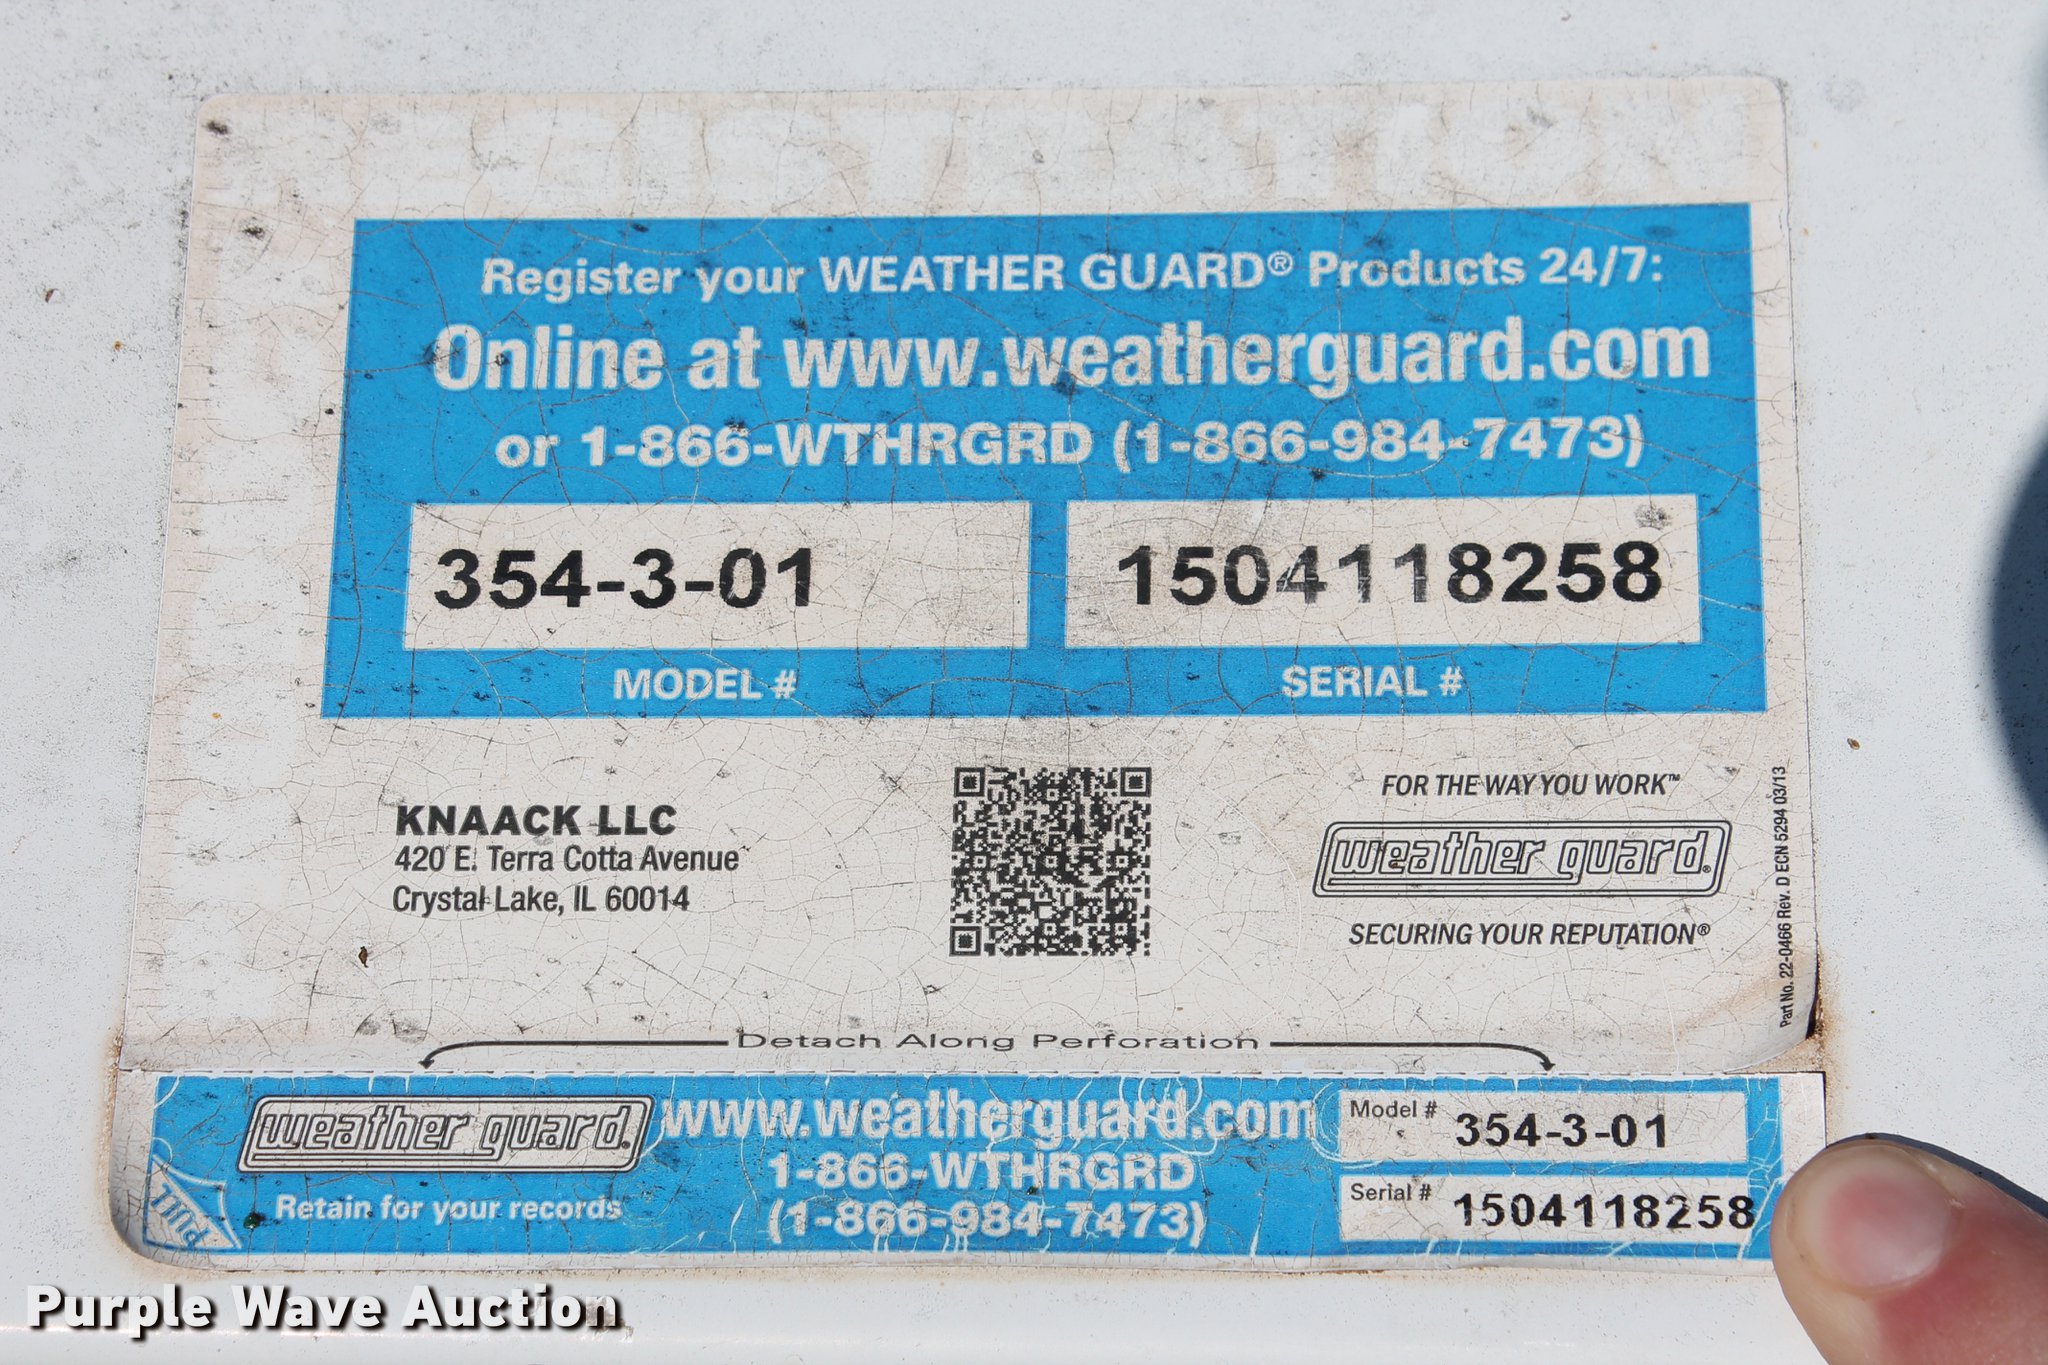 Register your WEATHER GUARD® Products 24/7:
Online at www.weatherguard.com
or 1-866-WTHRGRD (1-866-984-7473)
354-3-01
MODEL #
1504118258
SERIAL #
KNAACK LLC
420 E. Terra Cotta Avenue
Crystal Lake, IL 60014
FOR THE WAY YOU WORK™
weather guard®
SECURING YOUR REPUTATION®
Part No. 22-0466 Rev. D ECN 5294 03/13
Detach Along Perforation
PULL
weather guard®
Retain for your records
www.weatherguard.com
1-866-WTHRGRD
(1-866-984-7473)
Model # 354-3-01
Serial # 1504118258
Purple Wave Auction